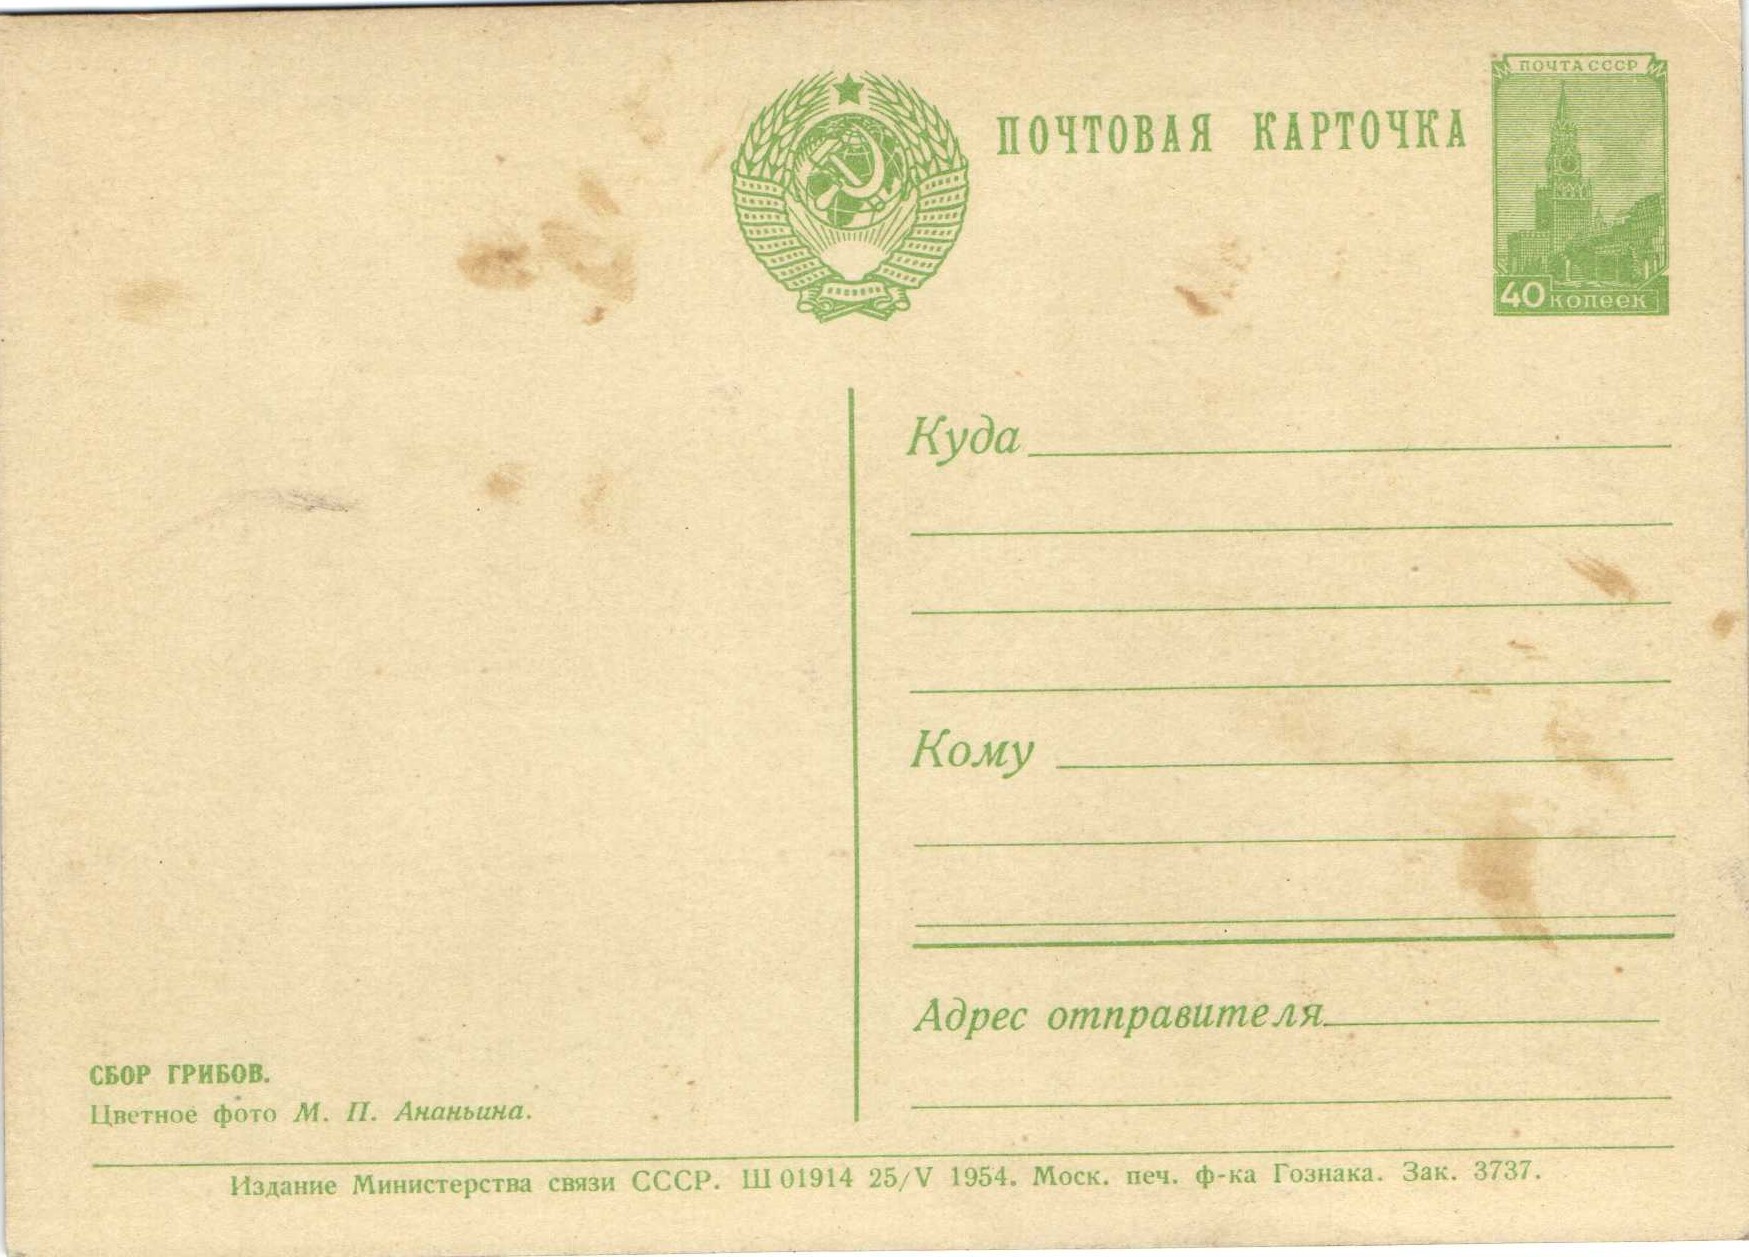 ПОЧТОВАЯ КАРТОЧКА
ПОЧТА СССР
40 КОПЕЕК
Куда
Кому
Адрес отправителя
СБОР ГРИБОВ.
Цветное фото М. П. Ананьина.
Издание Министерства связи СССР. Ш 01914 25/V 1954. Моск. печ. ф-ка Гознака. Зак. 3737.